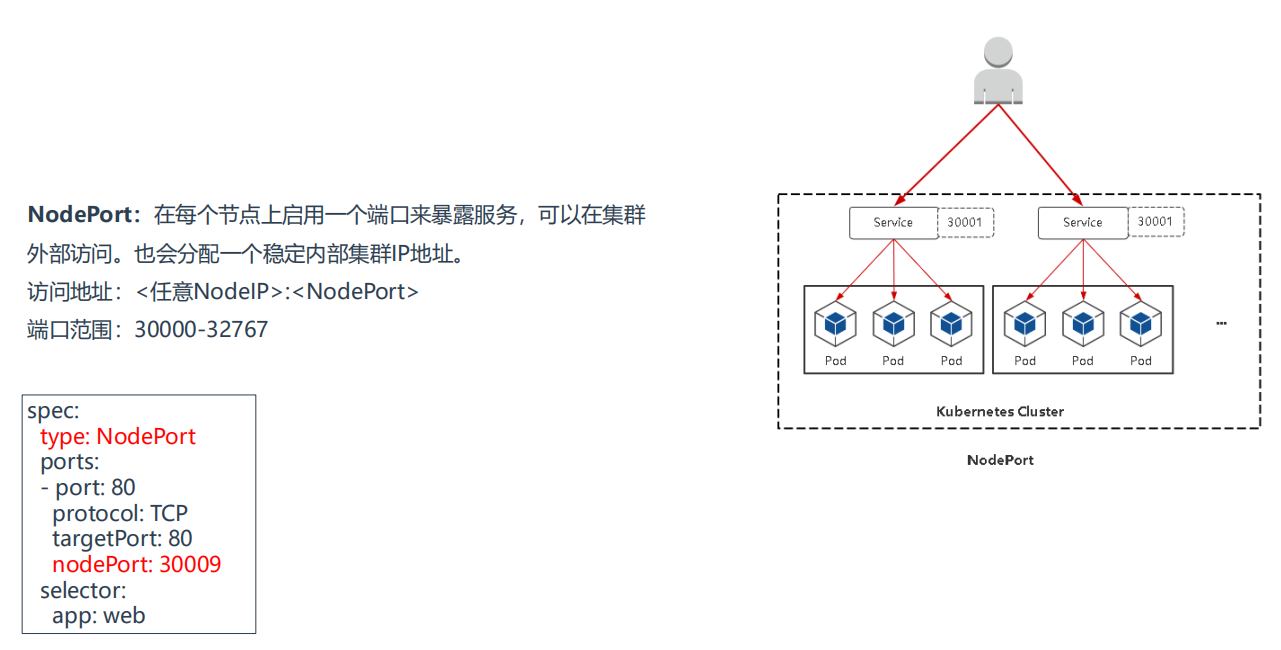 NodePort：在每个节点上启用一个端口来暴露服务，可以在集群
外部访问。也会分配一个稳定内部集群IP地址。
访问地址：<任意NodeIP>:<NodePort>
端口范围：30000-32767
spec:
  type: NodePort
  ports:
  - port: 80
    protocol: TCP
    targetPort: 80
    nodePort: 30009
  selector:
    app: web
Service 30001 Service 30001
Pod Pod Pod Pod Pod Pod
...
Kubernetes Cluster
NodePort